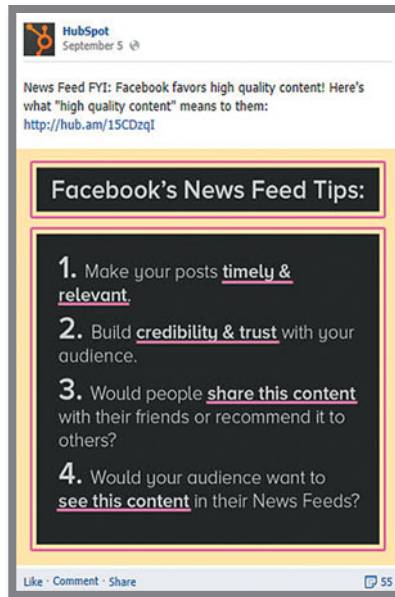 HubSpot
September 5
News Feed FYI: Facebook favors high quality content! Here's
what "high quality content" means to them:
http://hub.am/15CDzqI
Facebook's News Feed Tips:
1. Make your posts timely &
relevant.
2. Build credibility & trust with your
audience.
3. Would people share this content
with their friends or recommend it to
others?
4. Would your audience want to
see this content in their News Feeds?
Like · Comment · Share 55